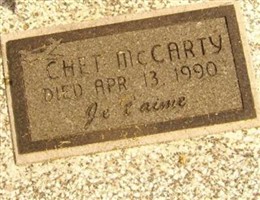 CHET McCARTY
DIED APR. 13, 1990
Je t'aime